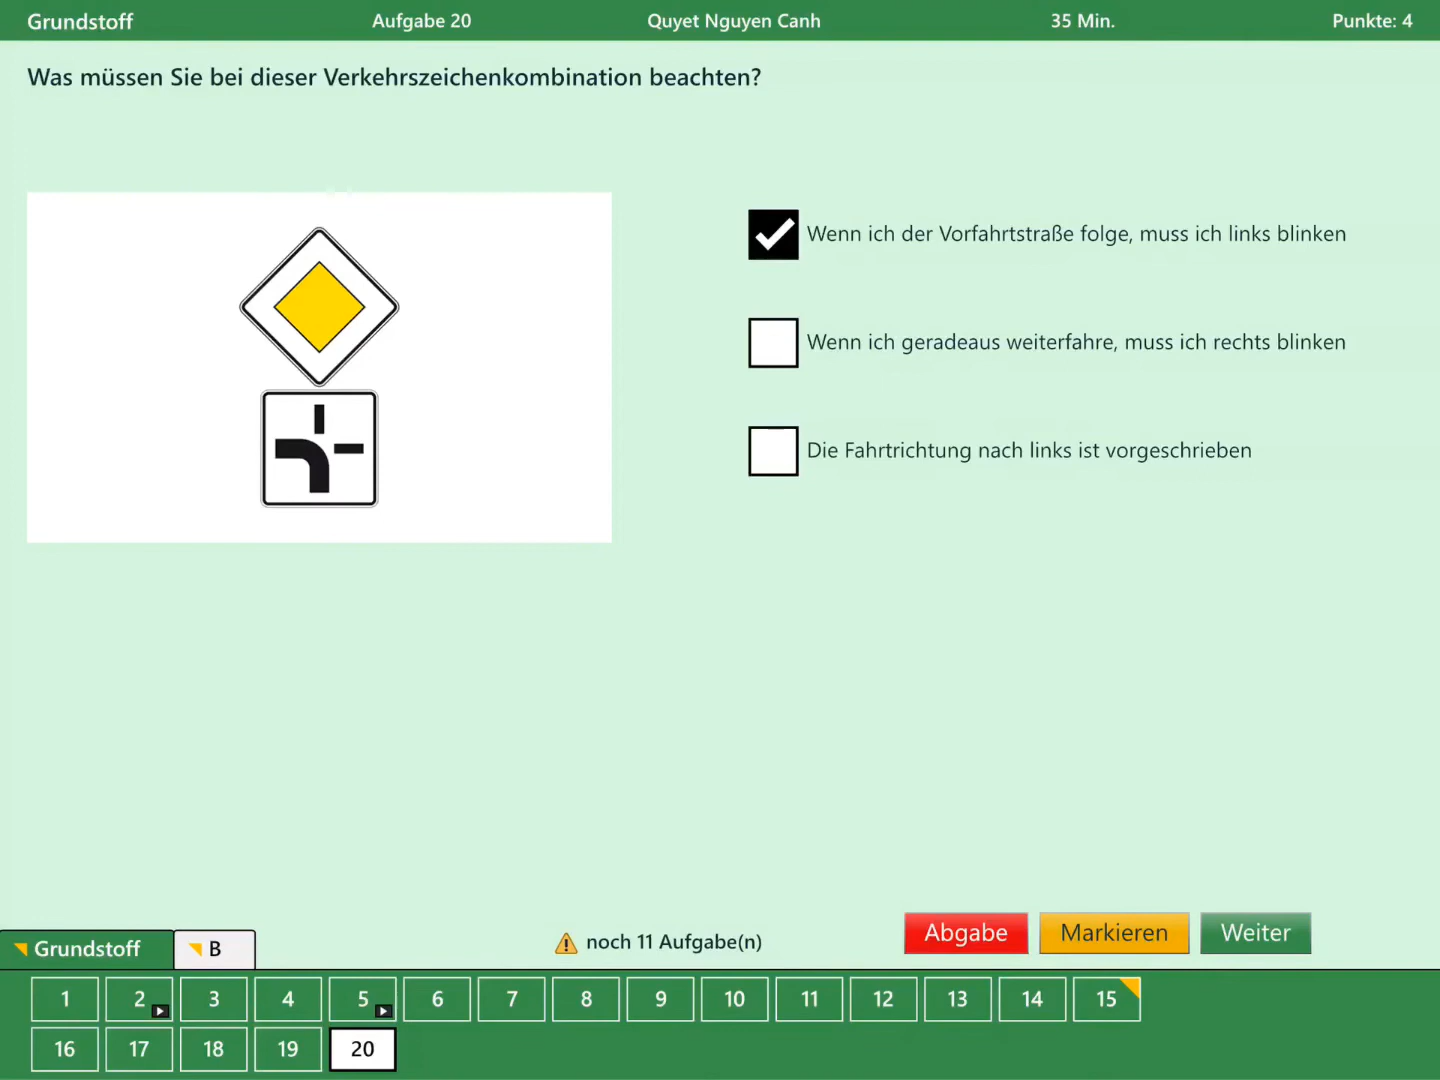 Grundstoff Aufgabe 20 Quyet Nguyen Canh 35 Min. Punkte: 4
Was müssen Sie bei dieser Verkehrszeichenkombination beachten?
Wenn ich der Vorfahrtstraße folge, muss ich links blinken
Wenn ich geradeaus weiterfahre, muss ich rechts blinken
Die Fahrtrichtung nach links ist vorgeschrieben
Grundstoff B noch 11 Aufgabe(n) Abgabe Markieren Weiter
1 2 3 4 5 6 7 8 9 10 11 12 13 14 15
16 17 18 19 20